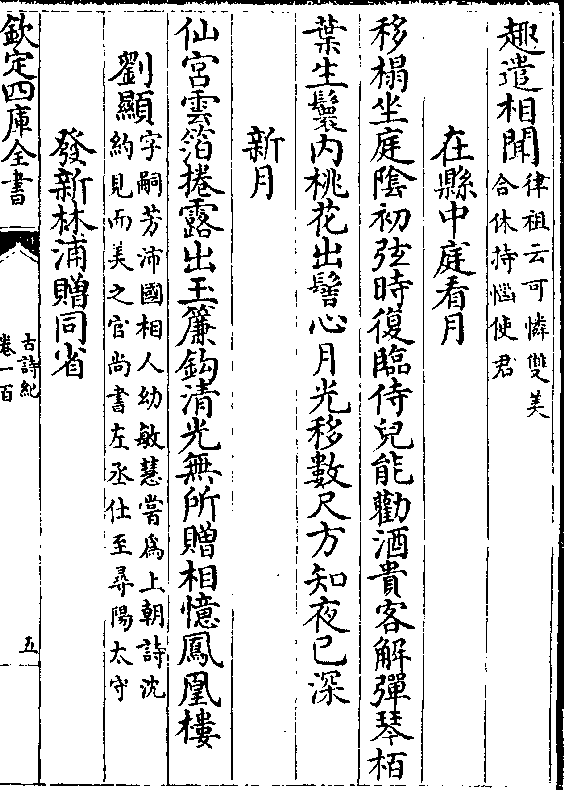 趣遣相聞律祖云可憐雙美
合休持惱使君
在縣中庭看月
移榻坐庭陰初弦時復臨侍兒能勸酒貴客解彈琴栢
葉生鬟内桃花出髻心月光移數尺方知夜已深
新月
仙宮雲箔捲露出玉簾鈎清光無所贈相憶鳳凰樓
劉顯字嗣芳沛國相人幼敏慧嘗為上朝詩沈
約見而美之官尚書左丞仕至尋陽太守
發新林浦贈同省
欽定四庫全書
古詩紀
卷一百
五